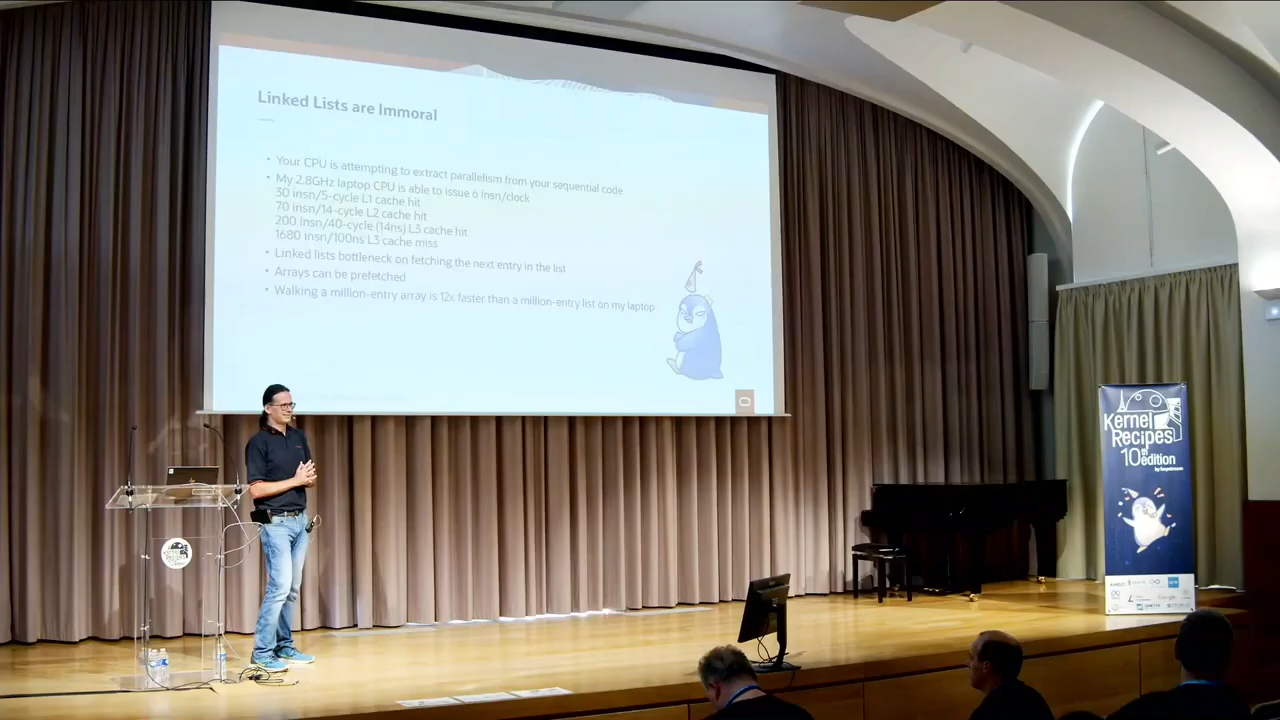 Linked Lists are Immoral
• Your CPU is attempting to extract parallelism from your sequential code
• My 2.8GHz laptop CPU is able to issue 6 insn/clock
30 insn/5-cycle L1 cache hit
70 insn/14-cycle L2 cache hit
200 insn/40-cycle (14ns) L3 cache hit
1680 insn/100ns L3 cache miss
• Linked lists bottleneck on fetching the next entry in the list
• Arrays can be prefetched
• Walking a million-entry array is 12x faster than a million-entry list on my laptop
Kernel
Recipes
10th edition
Kernel
Recipes